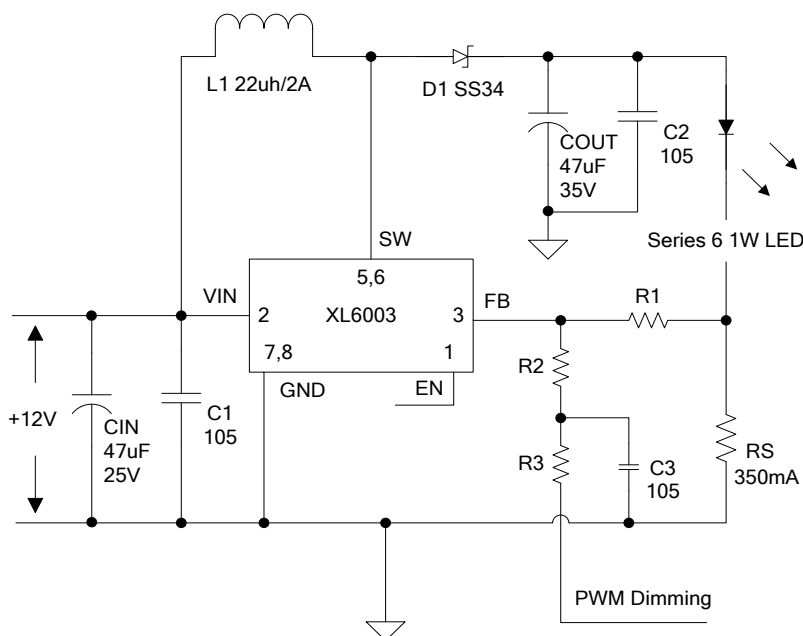 L1 22uh/2A
D1 SS34
COUT
47uF
35V
C2
105
SW
Series 6 1W LED
5,6
VIN
2
XL6003
3
FB
R1
7,8
1
GND
EN
R2
+12V
CIN
47uF
25V
C1
105
R3
C3
105
RS
350mA
PWM Dimming